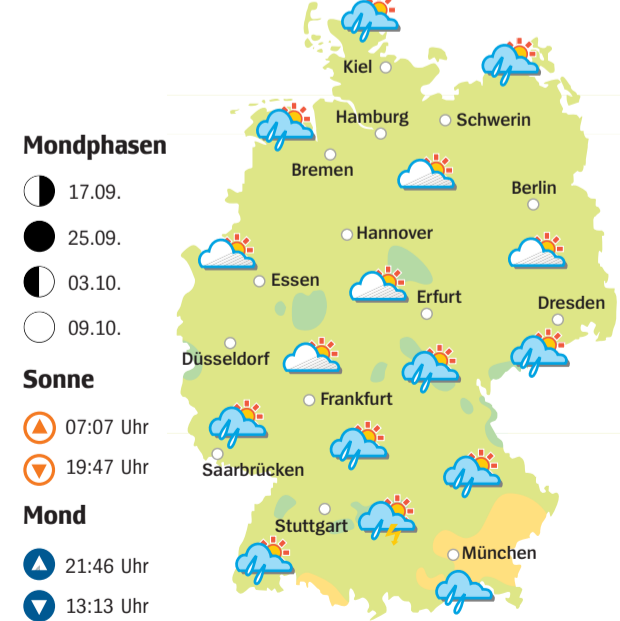 Mondphasen
17.09.
25.09.
03.10.
09.10.
Sonne
07:07 Uhr
19:47 Uhr
Mond
21:46 Uhr
13:13 Uhr
Kiel
Hamburg
Schwerin
Bremen
Berlin
Hannover
Essen
Erfurt
Dresden
Düsseldorf
Frankfurt
Saarbrücken
Stuttgart
München